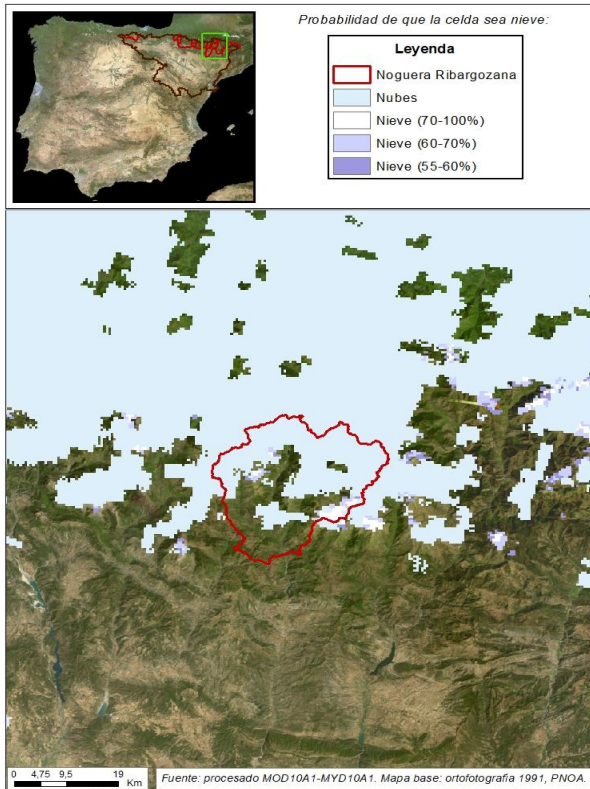 Probabilidad de que la celda sea nieve:
Leyenda
Noguera Ribargozana
Nubes
Nieve (70-100%)
Nieve (60-70%)
Nieve (55-60%)
0 4,75 9,5 19
Km
Fuente: procesado MOD10A1-MYD10A1. Mapa base: ortofotografía 1991, PNOA.